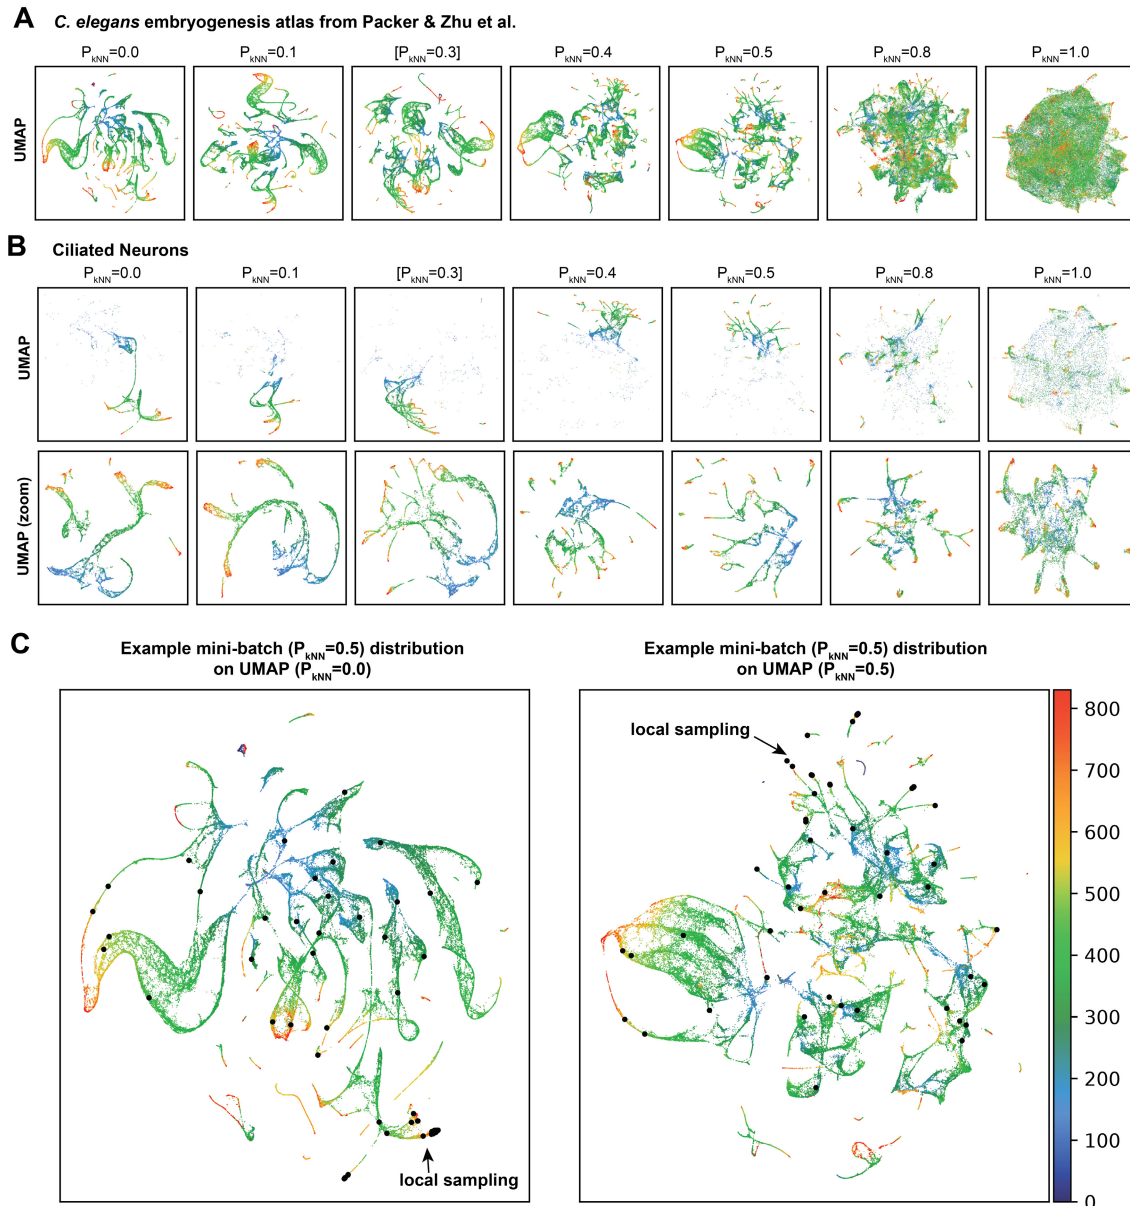 A C. elegans embryogenesis atlas from Packer & Zhu et al.
PkNN=0.0 PkNN=0.1 [PkNN=0.3] PkNN=0.4 PkNN=0.5 PkNN=0.8 PkNN=1.0
UMAP
B Ciliated Neurons
PkNN=0.0 PkNN=0.1 [PkNN=0.3] PkNN=0.4 PkNN=0.5 PkNN=0.8 PkNN=1.0
UMAP
UMAP (zoom)
C
Example mini-batch (PkNN=0.5) distribution
on UMAP (PkNN=0.0)
local sampling
Example mini-batch (PkNN=0.5) distribution
on UMAP (PkNN=0.5)
local sampling
800
700
600
500
400
300
200
100
0